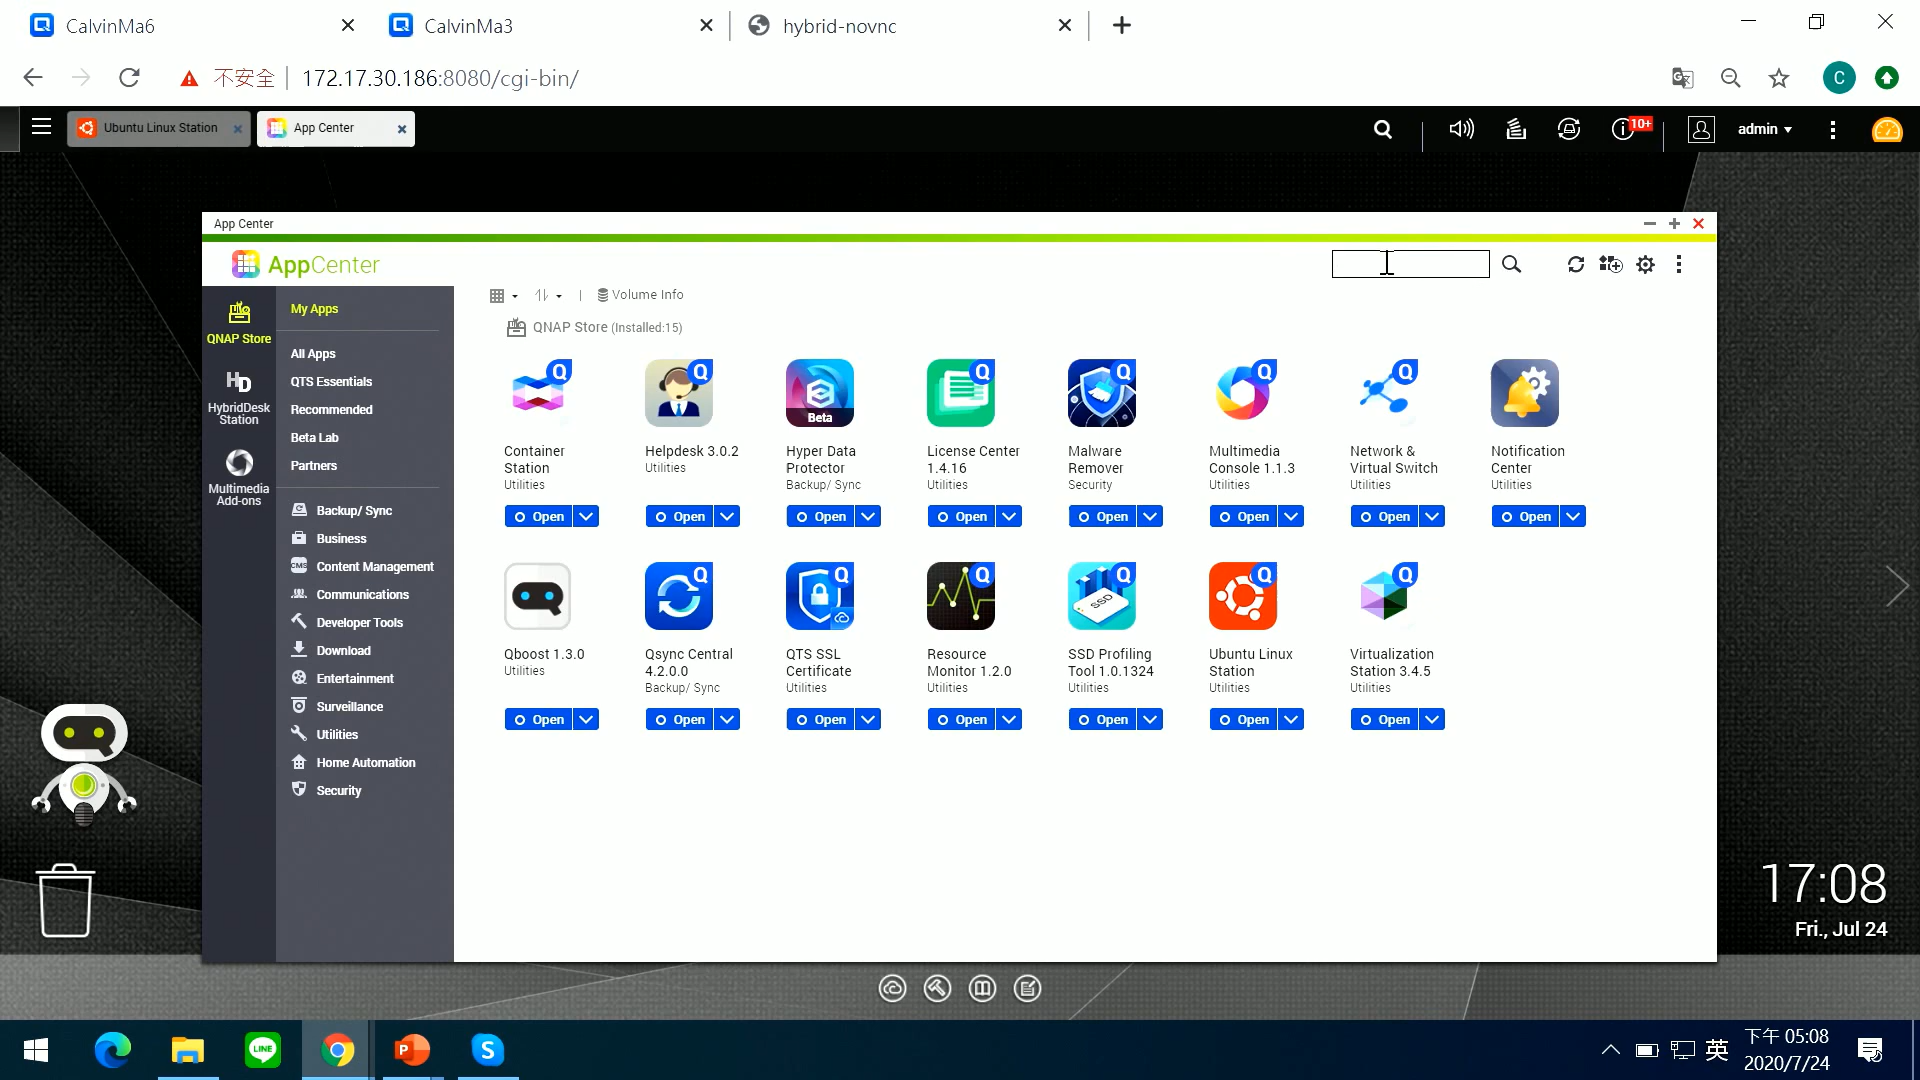 CalvinMa6
CalvinMa3
hybrid-novnc
不安全
172.17.30.186:8080/cgi-bin/
C
Ubuntu Linux Station
App Center
10+
admin
App Center
AppCenter
QNAP Store
HD
HybridDesk
Station
Multimedia
Add-ons
My Apps
All Apps
QTS Essentials
Recommended
Beta Lab
Partners
Backup/ Sync
Business
CMS
Content Management
Communications
Developer Tools
Download
Entertainment
Surveillance
Utilities
Home Automation
Security
Volume Info
QNAP Store (Installed:15)
Q
Q
Beta
Q
Q
Q
Q
Container
Station
Utilities
Open
Helpdesk 3.0.2
Utilities
Open
Hyper Data
Protector
Backup/ Sync
Open
License Center
1.4.16
Utilities
Open
Malware
Remover
Security
Open
Multimedia
Console 1.1.3
Utilities
Open
Network &
Virtual Switch
Utilities
Open
Notification
Center
Utilities
Open
Q
Q
Q
SSD
Q
Q
Q
Qboost 1.3.0
Utilities
Open
Qsync Central
4.2.0.0
Backup/ Sync
Open
QTS SSL
Certificate
Utilities
Open
Resource
Monitor 1.2.0
Utilities
Open
SSD Profiling
Tool 1.0.1324
Utilities
Open
Ubuntu Linux
Station
Utilities
Open
Virtualization
Station 3.4.5
Utilities
Open
17:08
Fri., Jul 24
LINE
P
S
英
下午 05:08
2020/7/24